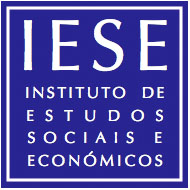 IESE
INSTITUTO DE
ESTUDOS
SOCIAIS E
ECONÓMICOS